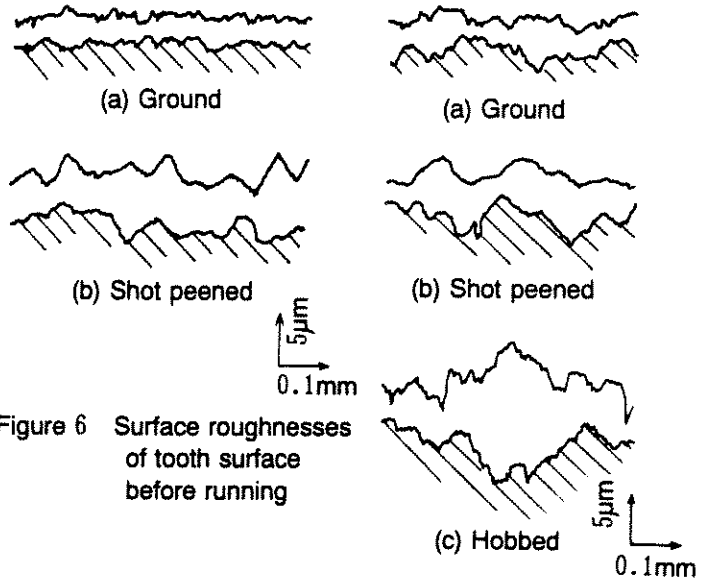 (a) Ground
(a) Ground
(b) Shot peened
(b) Shot peened
5μm
0.1mm
Figure 6 Surface roughnesses
of tooth surface
before running
(c) Hobbed
5μm
0.1mm